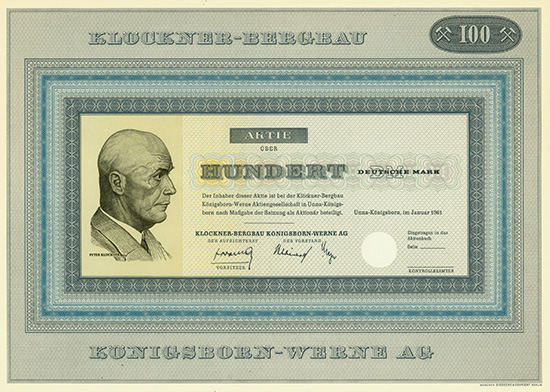 KLÖCKNER-BERGBAU
100
AKTIE
ÜBER
HUNDERT DEUTSCHE MARK
Der Inhaber dieser Aktie ist bei der Klöckner-Bergbau
Königsborn-Werne Aktiengesellschaft in Unna-Königs-
born nach Maßgabe der Satzung als Aktionär beteiligt.
Unna-Königsborn, im Januar 1961
KLÖCKNER-BERGBAU KÖNIGSBORN-WERNE AG
DER AUFSICHTSRAT DER VORSTAND
VORSITZER
Eingetragen in das
Aktienbuch
Seite
KONTROLLBEAMTER
PETER KLÖCKNER
KÖNIGSBORN-WERNE AG